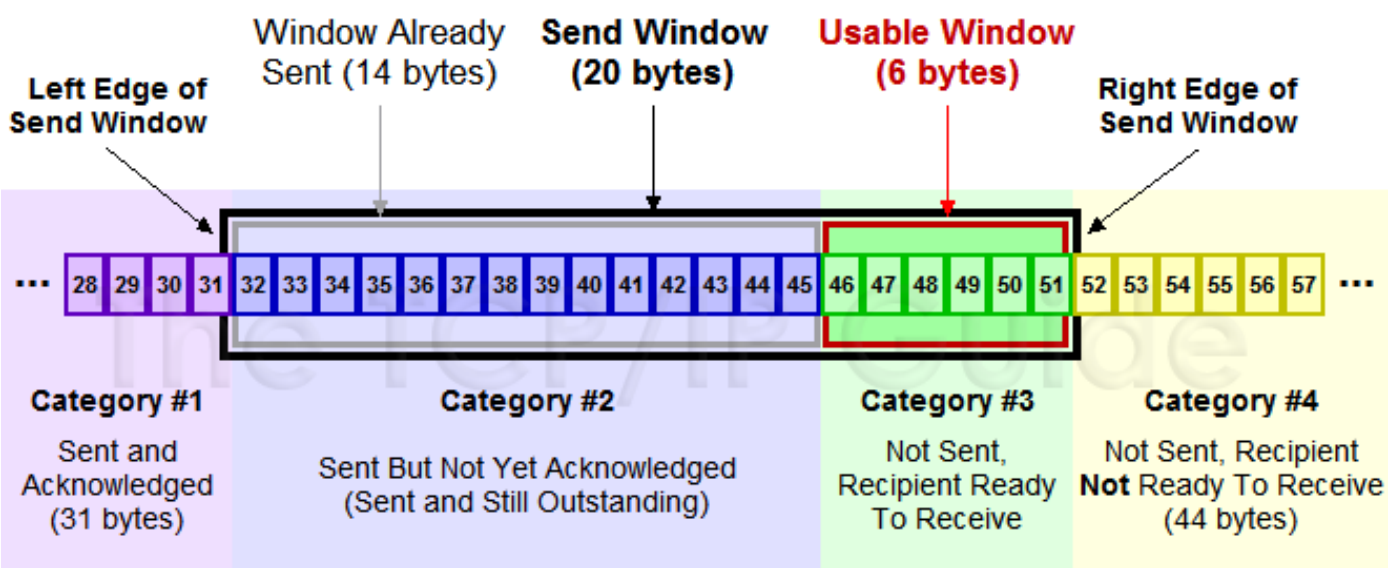 Window Already
Sent (14 bytes)
Send Window
(20 bytes)
Usable Window
(6 bytes)
Left Edge of
Send Window
Right Edge of
Send Window
... 28 29 30 31 32 33 34 35 36 37 38 39 40 41 42 43 44 45 46 47 48 49 50 51 52 53 54 55 56 57 ...
The TCP/IP Guide
Category #1
Sent and
Acknowledged
(31 bytes)
Category #2
Sent But Not Yet Acknowledged
(Sent and Still Outstanding)
Category #3
Not Sent,
Recipient Ready
To Receive
Category #4
Not Sent, Recipient
Not Ready To Receive
(44 bytes)